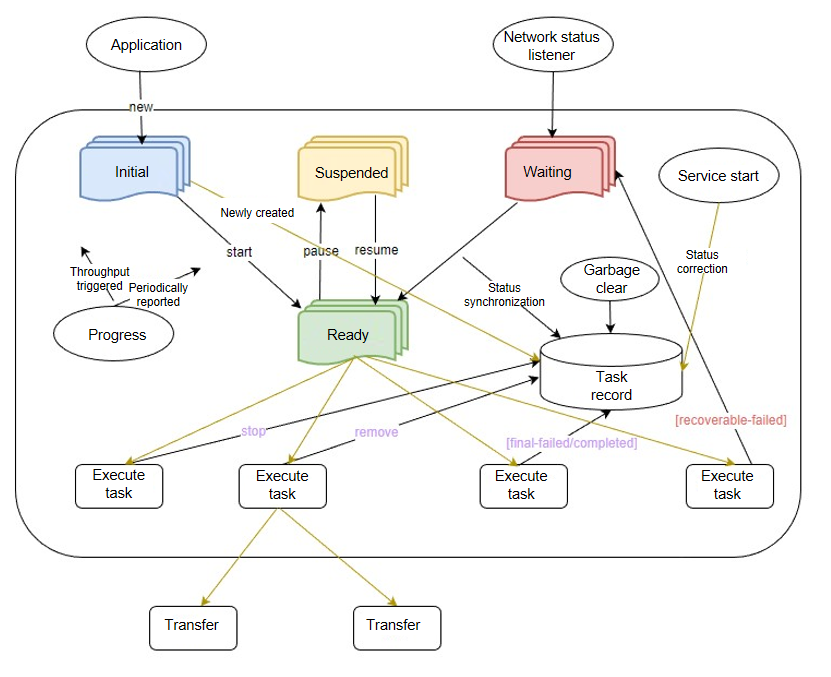 Application
Network status
listener
new
Initial
Suspended
Waiting
Service start
Newly created
start
pause
resume
Status
correction
Throughput
triggered
Periodically
reported
Status
synchronization
Garbage
clear
Progress
Ready
Task
record
stop
remove
[final-failed/completed]
[recoverable-failed]
Execute
task
Execute
task
Execute
task
Execute
task
Transfer
Transfer